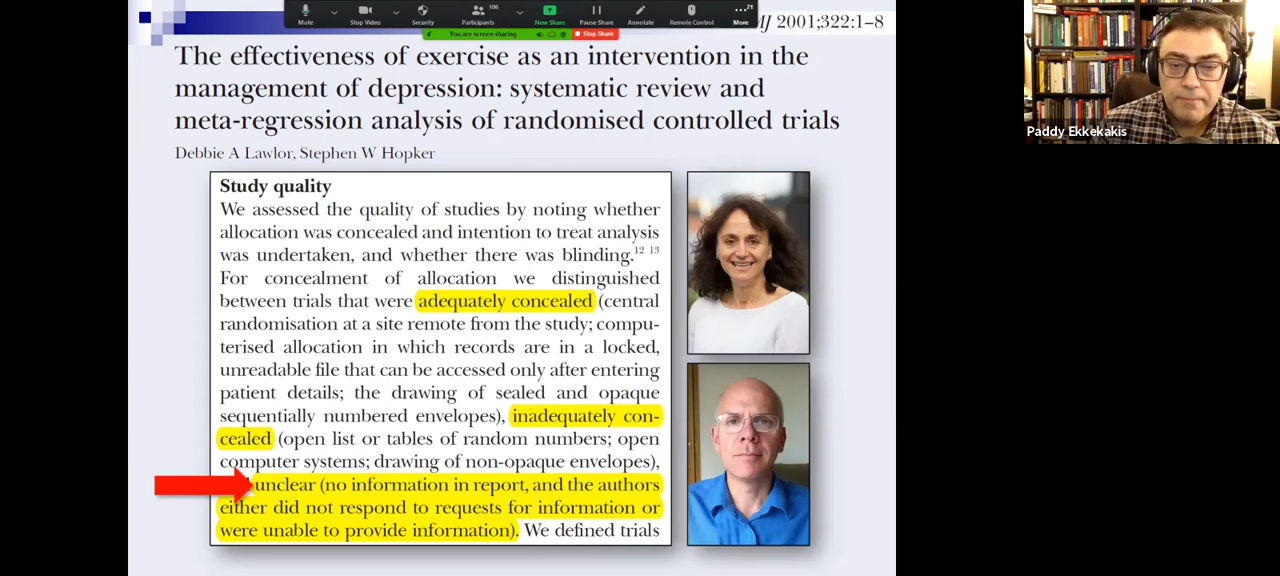 106
21
Mute
Stop Video
Security
Participants
New Share
Pause Share
Annotate
Remote Control
More
You are screen sharing
Stop Share
MJ 2001;322:1–8
The effectiveness of exercise as an intervention in the
management of depression: systematic review and
meta-regression analysis of randomised controlled trials
Debbie A Lawlor, Stephen W Hopker
Study quality
We assessed the quality of studies by noting whether
allocation was concealed and intention to treat analysis
was undertaken, and whether there was blinding.12 13
For concealment of allocation we distinguished
between trials that were adequately concealed (central
randomisation at a site remote from the study; compu-
terised allocation in which records are in a locked,
unreadable file that can be accessed only after entering
patient details; the drawing of sealed and opaque
sequentially numbered envelopes), inadequately con-
cealed (open list or tables of random numbers; open
computer systems; drawing of non-opaque envelopes),
unclear (no information in report, and the authors
either did not respond to requests for information or
were unable to provide information). We defined trials
Paddy Ekkekakis